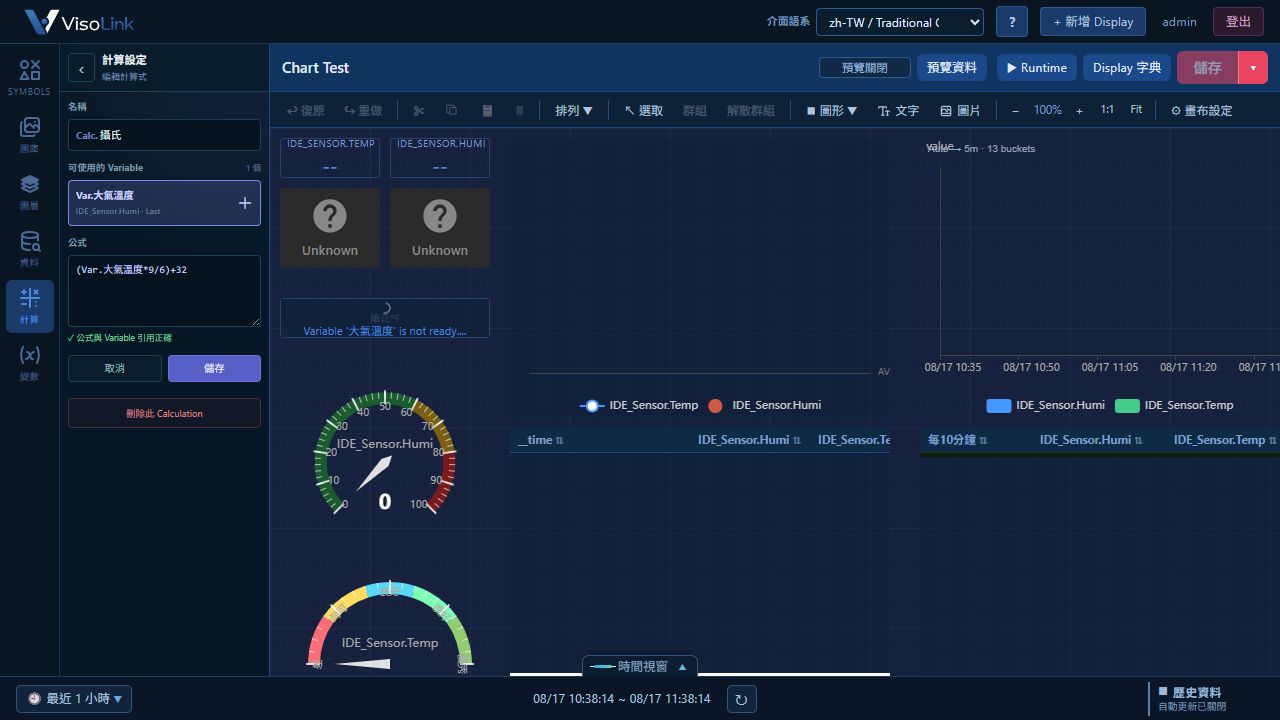 VisoLink
介面語系
zh-TW / Traditional C
?
+ 新增 Display
admin
登出
SYMBOLS
圖庫
圖層
資料
計算
變數
‹
計算設定
編輯計算式
名稱
Calc. 攝氏
可使用的 Variable
1 個
Var.大氣溫度
IDE_Sensor.Humi · Last
+
公式
(Var.大氣溫度*9/6)+32
✓ 公式與 Variable 引用正確
取消
儲存
刪除此 Calculation
Chart Test
預覽關閉
預覽資料
▶ Runtime
Display 字典
儲存
▾
↩ 復原
↪ 重做
排列 ▼
↖ 選取
群組
解散群組
■ 圖形 ▼
文字
圖片
−
100%
+
1:1
Fit
⚙ 畫布設定
IDE_SENSOR.TEMP
--
IDE_SENSOR.HUMI
--
Unknown
Unknown
攝氏°F
Variable '大氣溫度' is not ready....
0
10
20
30
40
50
60
70
80
90
100
IDE_Sensor.Humi
0
IDE_Sensor.Temp
AV
IDE_Sensor.Temp
IDE_Sensor.Humi
__time ⇅
IDE_Sensor.Humi ⇅
IDE_Sensor.Te
value
Auto → 5m · 13 buckets
08/17 10:35
08/17 10:50
08/17 11:05
08/17 11:20
08/17 11
IDE_Sensor.Humi
IDE_Sensor.Temp
每10分鐘 ⇅
IDE_Sensor.Humi ⇅
IDE_Sensor.Temp ⇅
時間視窗 ▲
最近 1 小時 ▼
08/17 10:38:14 ~ 08/17 11:38:14
↻
■ 歷史資料
自動更新已關閉